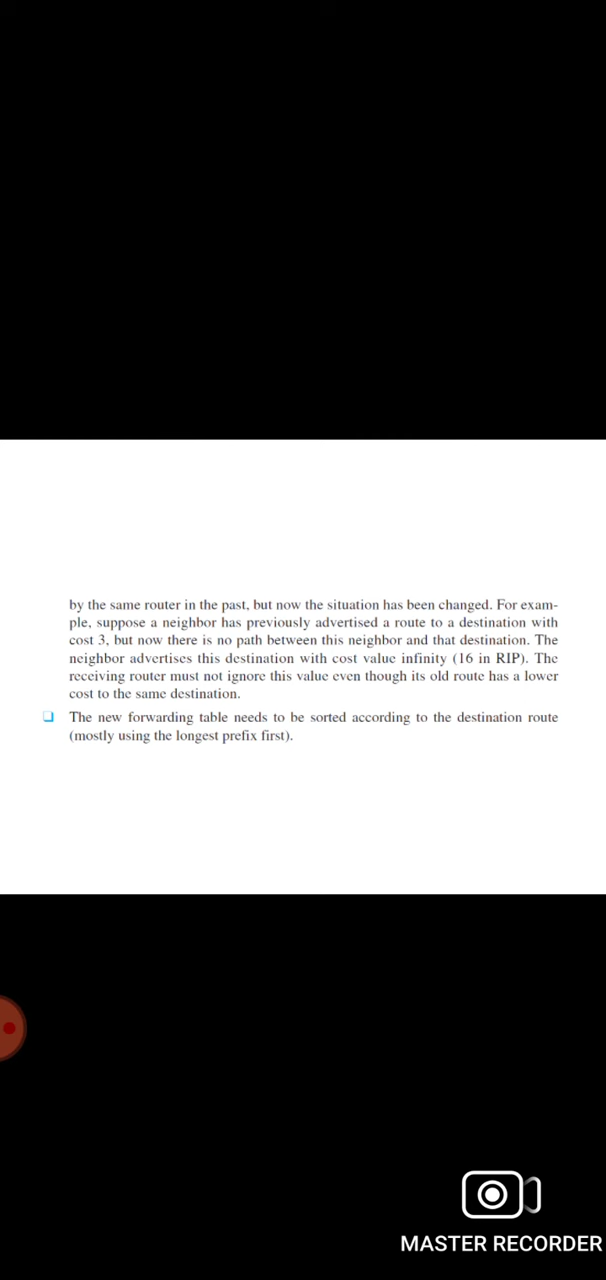 by the same router in the past, but now the situation has been changed. For exam-
ple, suppose a neighbor has previously advertised a route to a destination with
cost 3, but now there is no path between this neighbor and that destination. The
neighbor advertises this destination with cost value infinity (16 in RIP). The
receiving router must not ignore this value even though its old route has a lower
cost to the same destination.
❑ The new forwarding table needs to be sorted according to the destination route
(mostly using the longest prefix first).
MASTER RECORDER